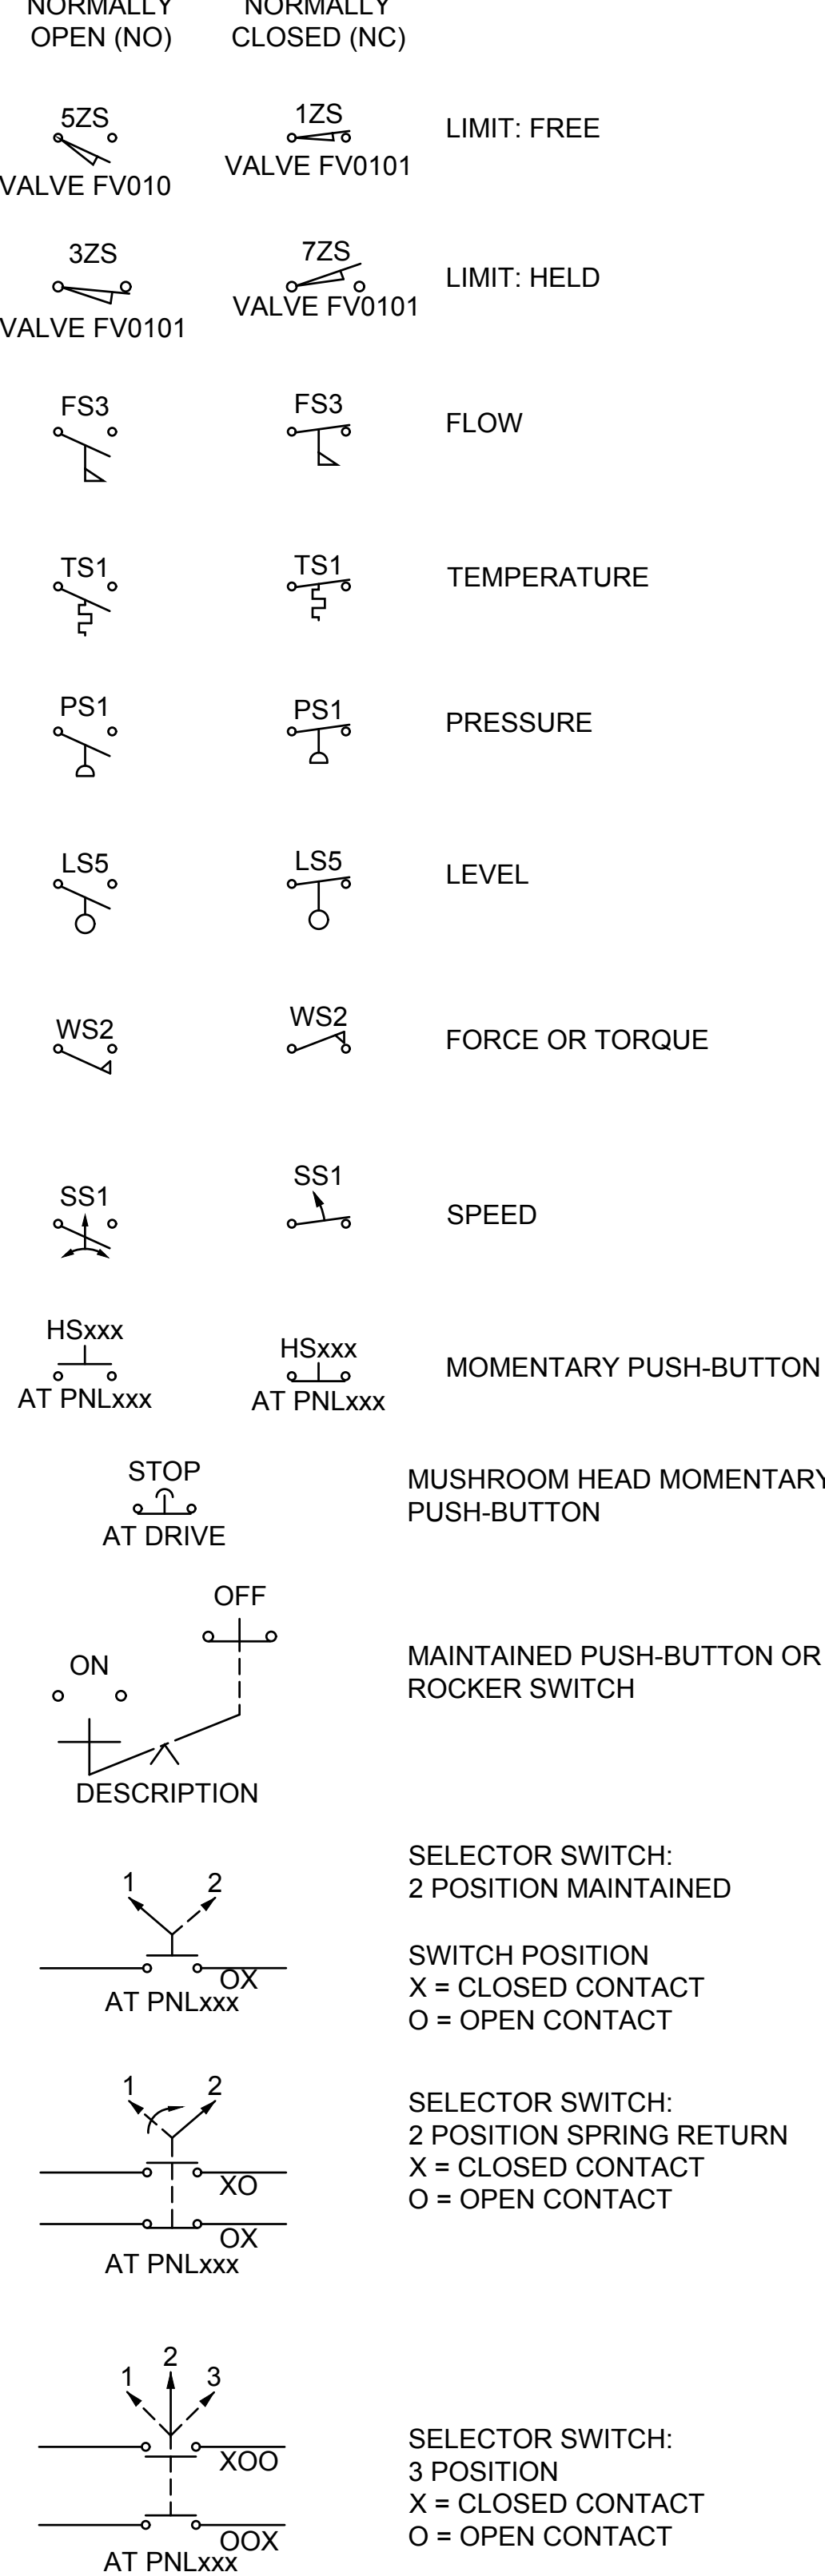 NORMALLY NORMALLY
OPEN (NO) CLOSED (NC)
5ZS 1ZS
LIMIT: FREE
VALVE FV010 VALVE FV0101
3ZS 7ZS
LIMIT: HELD
VALVE FV0101 VALVE FV0101
FS3 FS3
FLOW
TS1 TS1
TEMPERATURE
PS1 PS1
PRESSURE
LS5 LS5
LEVEL
WS2 WS2
FORCE OR TORQUE
SS1 SS1
SPEED
HSxxx HSxxx
MOMENTARY PUSH-BUTTON
AT PNLxxx AT PNLxxx
STOP
AT DRIVE
MUSHROOM HEAD MOMENTARY
PUSH-BUTTON
OFF
ON
DESCRIPTION
MAINTAINED PUSH-BUTTON OR
ROCKER SWITCH
1 2
OX
AT PNLxxx
SELECTOR SWITCH:
2 POSITION MAINTAINED
SWITCH POSITION
X = CLOSED CONTACT
O = OPEN CONTACT
1 2
XO
OX
AT PNLxxx
SELECTOR SWITCH:
2 POSITION SPRING RETURN
X = CLOSED CONTACT
O = OPEN CONTACT
2
1 3
XOO
OOX
AT PNLxxx
SELECTOR SWITCH:
3 POSITION
X = CLOSED CONTACT
O = OPEN CONTACT